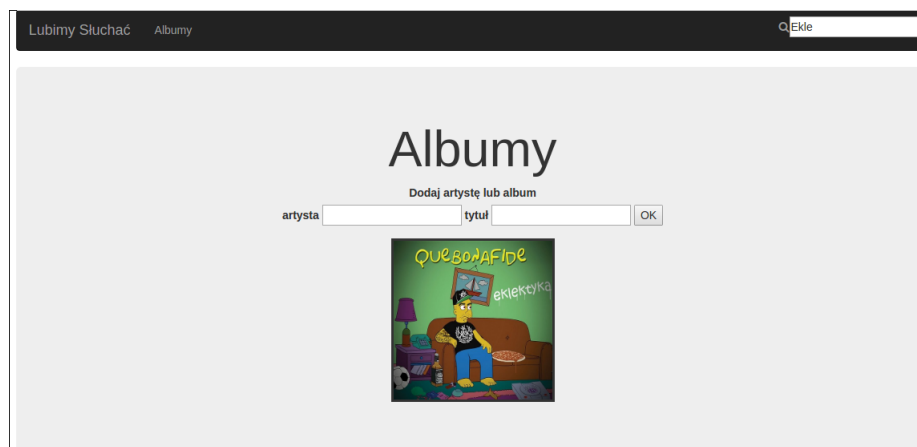 Lubimy Słuchać Albumy Ekle
Albumy
Dodaj artystę lub album
artysta tytuł OK
QUEBONAFIDE
eklektyka